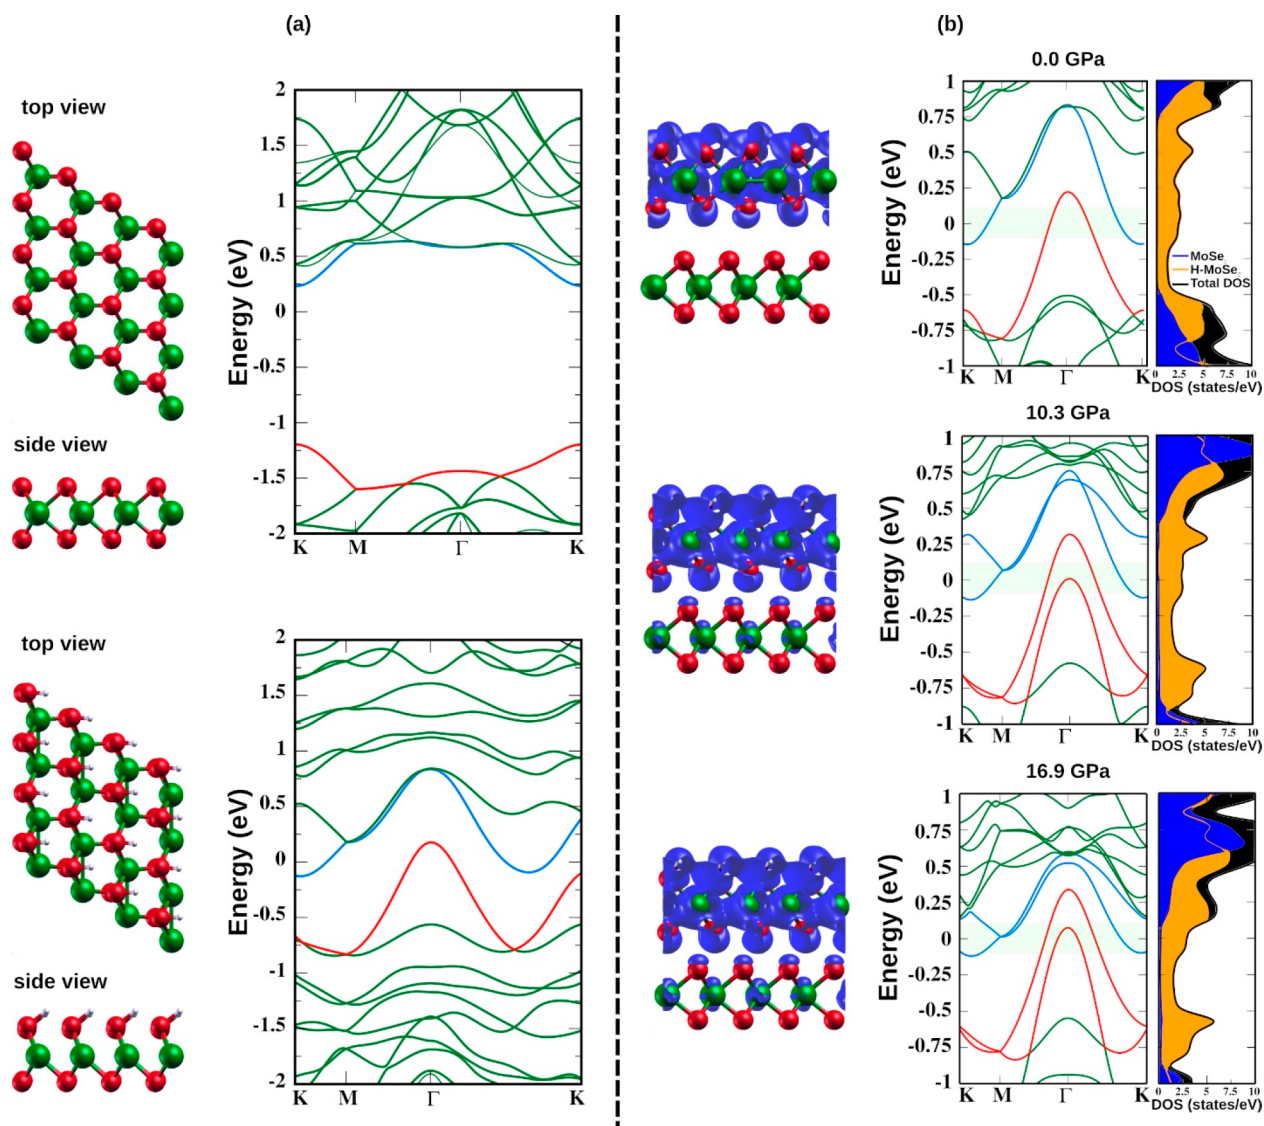 (a)
top view
2
1.5
1
0.5
0
-0.5
-1
-1.5
-2
Energy (eV)
K M Γ K
side view
top view
2
1.5
1
0.5
0
-0.5
-1
-1.5
-2
Energy (eV)
K M Γ K
side view
(b)
0.0 GPa
1
0.75
0.5
0.25
0
-0.25
-0.5
-0.75
-1
Energy (eV)
K M Γ K
MoSe
H-MoSe
Total DOS
0 2.5 5 7.5 10
DOS (states/eV)
10.3 GPa
1
0.75
0.5
0.25
0
-0.25
-0.5
-0.75
-1
Energy (eV)
K M Γ K
0 2.5 5 7.5 10
DOS (states/eV)
16.9 GPa
1
0.75
0.5
0.25
0
-0.25
-0.5
-0.75
-1
Energy (eV)
K M Γ K
0 2.5 5 7.5 10
DOS (states/eV)